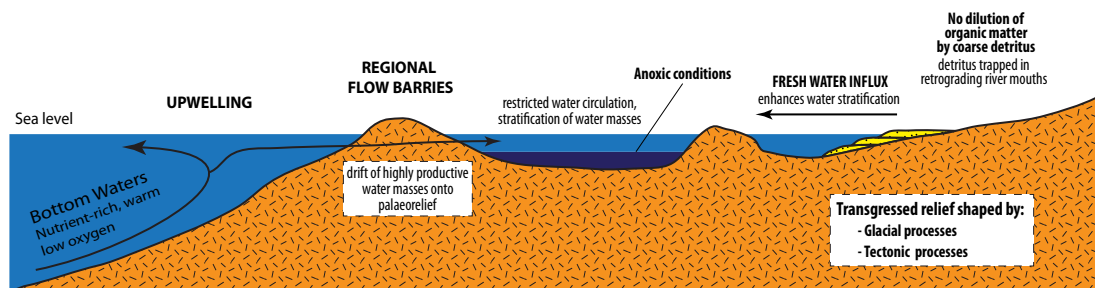 Sea level
UPWELLING
Bottom Waters
Nutrient-rich, warm
low oxygen
REGIONAL
FLOW BARRIES
drift of highly productive
water masses onto
palaeorelief
restricted water circulation,
stratification of water masses
Anoxic conditions
FRESH WATER INFLUX
enhances water stratification
No dilution of
organic matter
by coarse detritus
detritus trapped in
retrograding river mouths
Transgressed relief shaped by:
- Glacial processes
- Tectonic processes